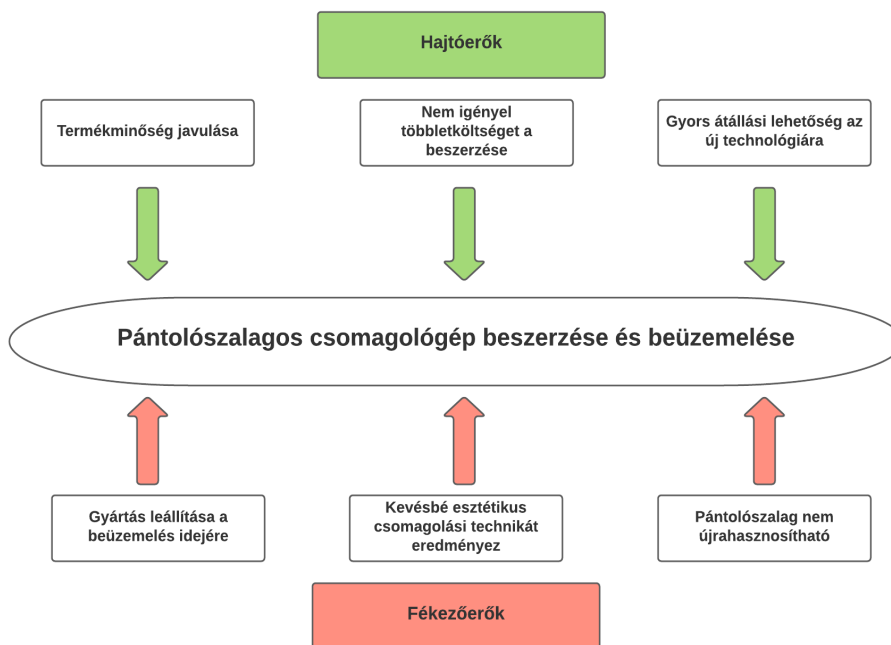 Hajtóerők
Termékminőség javulása
Nem igényel
többletköltséget a
beszerzése
Gyors átállási lehetőség az
új technológiára
Pántolószalagos csomagológép beszerzése és beüzemelése
Gyártás leállítása a
beüzemelés idejére
Kevésbé esztétikus
csomagolási technikát
eredményez
Pántolószalag nem
újrahasznosítható
Fékezőerők